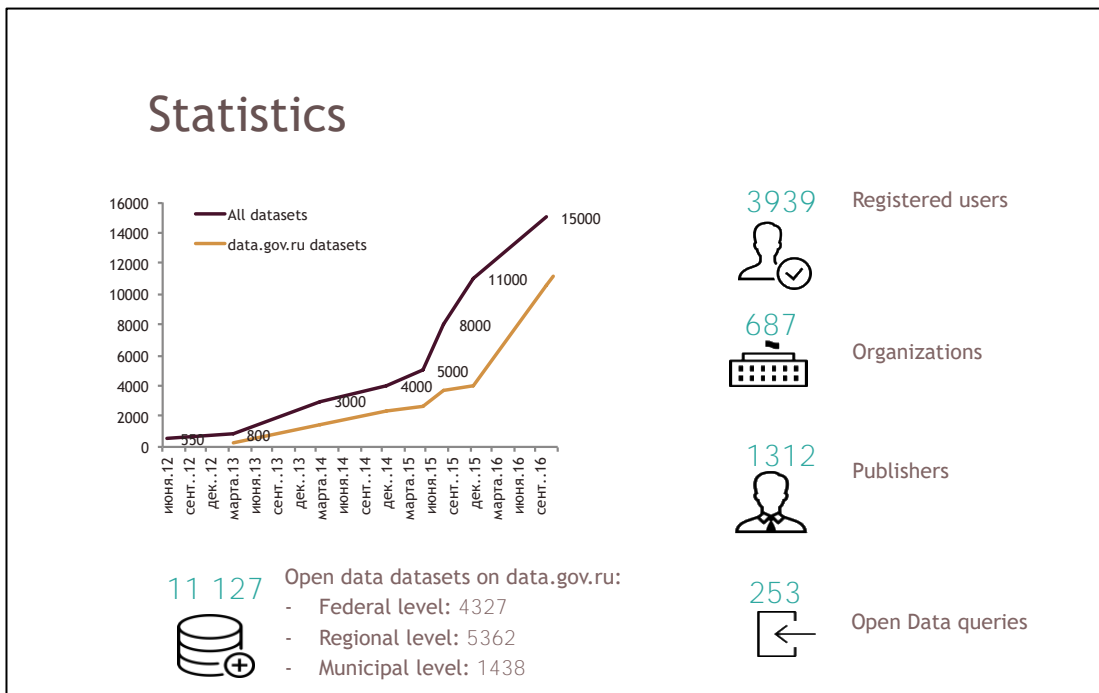 Statistics
16000
14000
12000
10000
8000
6000
4000
2000
0
All datasets
data.gov.ru datasets
550
800
3000
4000
5000
8000
11000
15000
июня.12
сент..12
дек..12
марта.13
июня.13
сент..13
дек..13
марта.14
июня.14
сент..14
дек..14
марта.15
июня.15
сент..15
дек..15
марта.16
июня.16
сент..16
3939
Registered users
687
Organizations
1312
Publishers
253
Open Data queries
11 127
Open data datasets on data.gov.ru:
- Federal level: 4327
- Regional level: 5362
- Municipal level: 1438